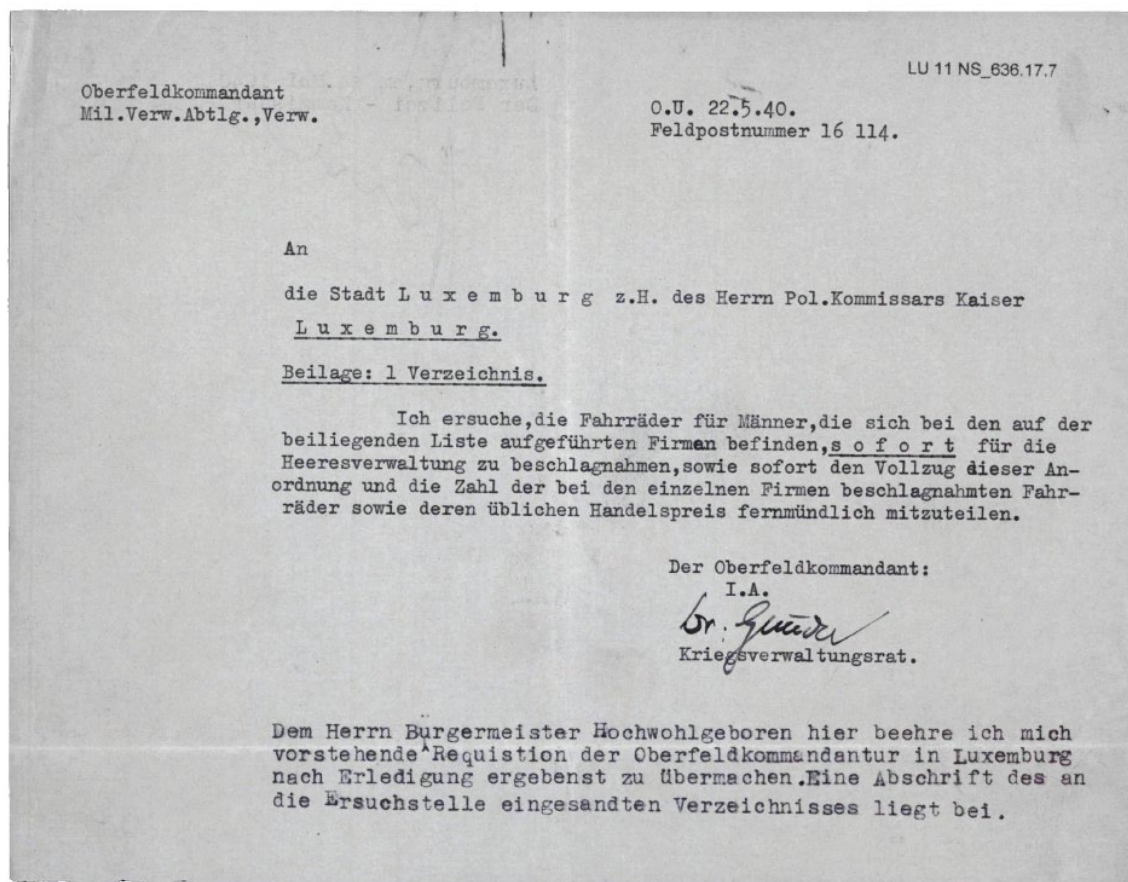 LU 11 NS_636.17.7
Oberfeldkommandant
Mil.Verw.Abtlg.,Verw.
O.U. 22.5.40.
Feldpostnummer 16 114.
An
die Stadt L u x e m b u r g z.H. des Herrn Pol.Kommissars Kaiser
L u x e m b u r g.
Beilage: 1 Verzeichnis.
Ich ersuche,die Fahrräder für Männer,die sich bei den auf der
beiliegenden Liste aufgeführten Firman befinden,s o f o r t für die
Heeresverwaltung zu beschlagnahmen,sowie sofort den Vollzug dieser An-
ordnung und die Zahl der bei den einzelnen Firmen beschlagnahmten Fahr-
räder sowie deren üblichen Handelspreis fernmündlich mitzuteilen.
Der Oberfeldkommandant:
I.A.
Dr.
Kriegsverwaltungsrat.
Dem Herrn Bürgermeister Hochwohlgeboren hier beehre ich mich
vorstehende Requistion der Oberfeldkommandantur in Luxemburg
nach Erledigung ergebenst zu übermachen.Eine Abschrift des an
die Ersuchstelle eingesandten Verzeichnisses liegt bei.